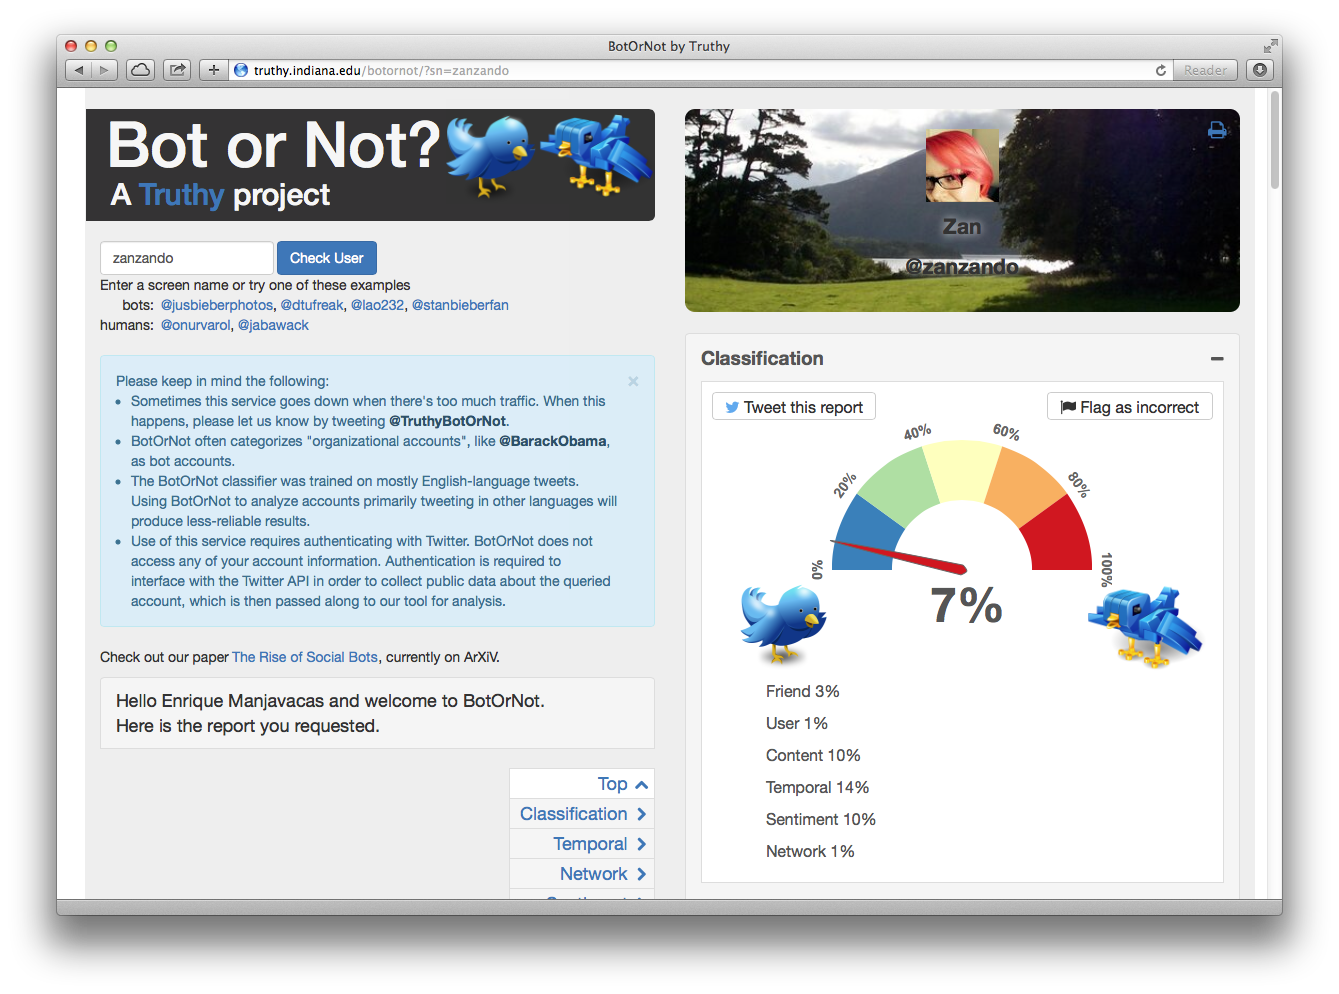 BotOrNot by Truthy
truthy.indiana.edu/botornot/?sn=zanzando
Reader
Bot or Not?
A Truthy project
zanzando
Check User
Enter a screen name or try one of these examples
bots: @jusbieberphotos, @dtufreak, @lao232, @stanbieberfan
humans: @onurvarol, @jabawack
Please keep in mind the following:
×
• Sometimes this service goes down when there's too much traffic. When this
happens, please let us know by tweeting @TruthyBotOrNot.
• BotOrNot often categorizes "organizational accounts", like @BarackObama,
as bot accounts.
• The BotOrNot classifier was trained on mostly English-language tweets.
Using BotOrNot to analyze accounts primarily tweeting in other languages will
produce less-reliable results.
• Use of this service requires authenticating with Twitter. BotOrNot does not
access any of your account information. Authentication is required to
interface with the Twitter API in order to collect public data about the queried
account, which is then passed along to our tool for analysis.
Check out our paper The Rise of Social Bots, currently on ArXiV.
Hello Enrique Manjavacas and welcome to BotOrNot.
Here is the report you requested.
Top
Classification
Temporal
Network
Zan
@zanzando
Classification
Tweet this report
Flag as incorrect
0%
20%
40%
60%
80%
100%
7%
Friend 3%
User 1%
Content 10%
Temporal 14%
Sentiment 10%
Network 1%